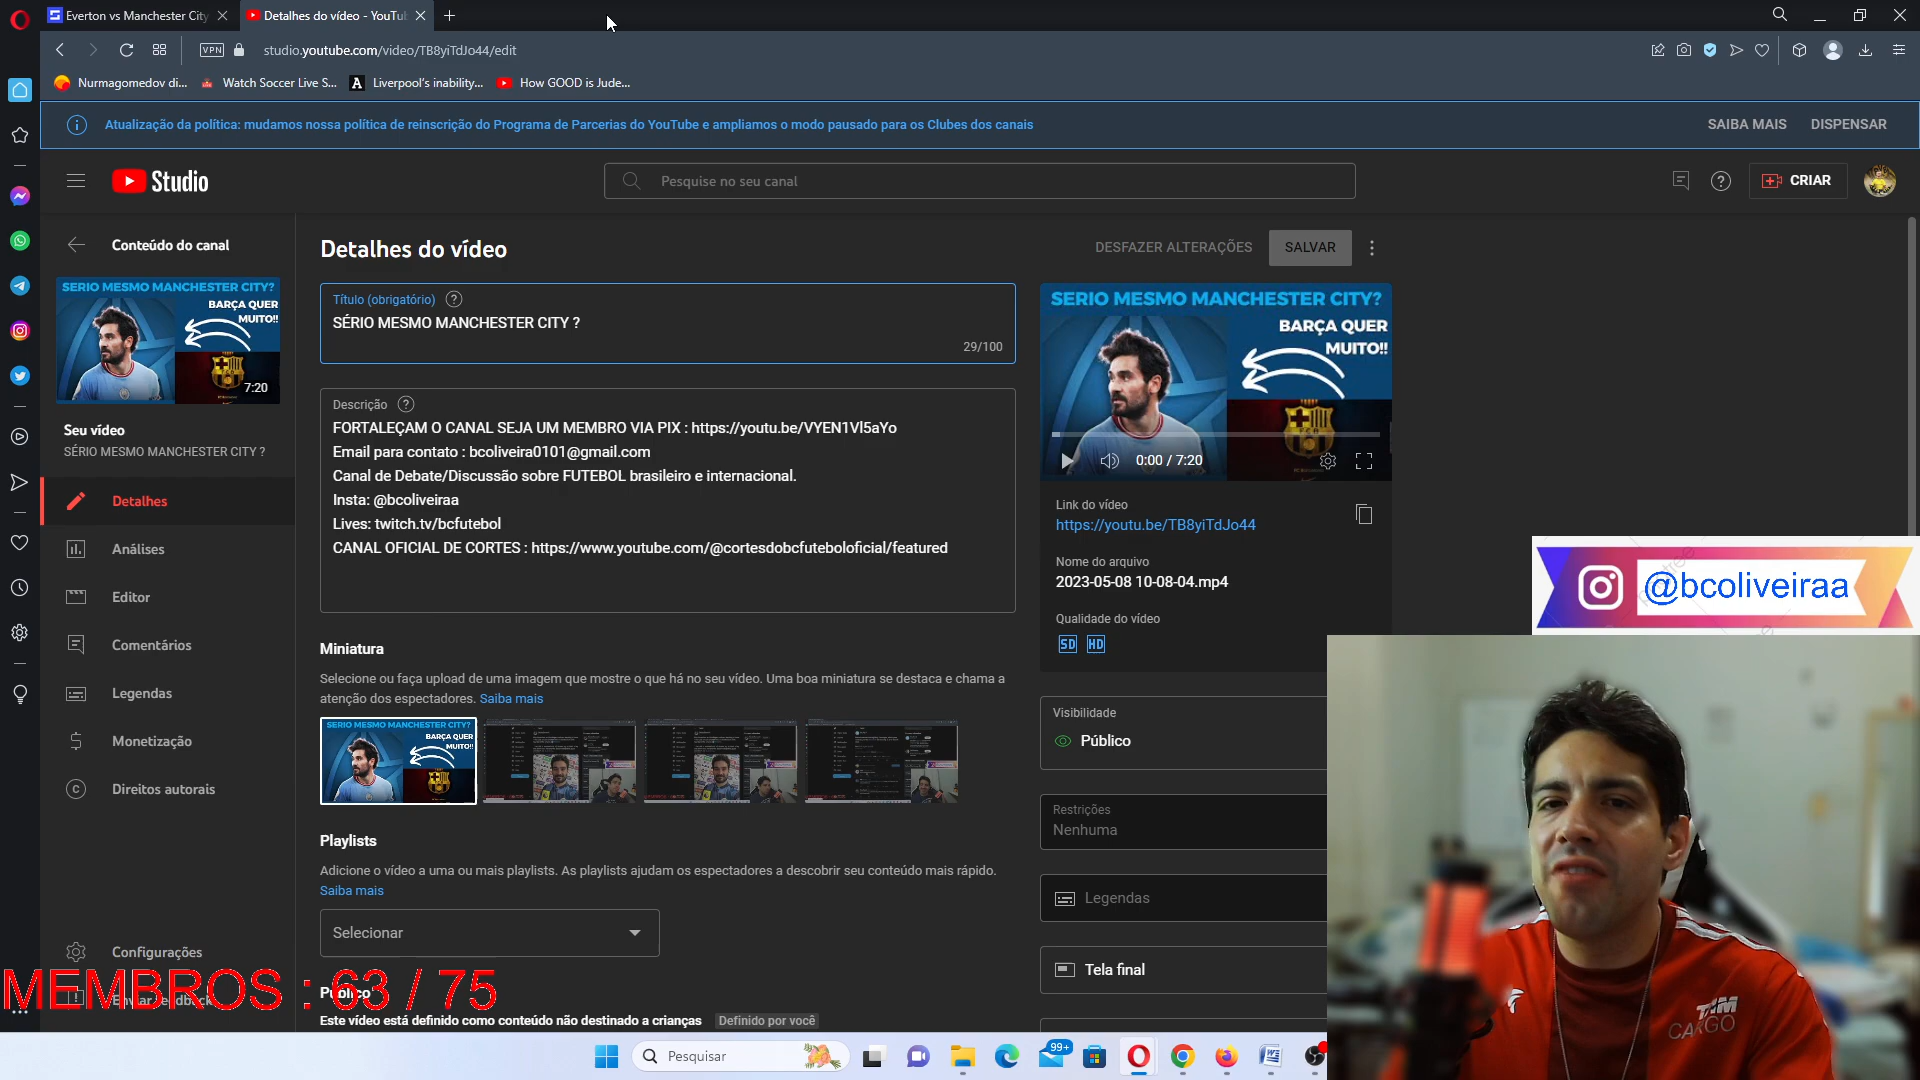 Everton vs Manchester City
Detalhes do vídeo - YouTu
VPN
studio.youtube.com/video/TB8yiTdJo44/edit
Nurmagomedov di...
Watch Soccer Live S...
Liverpool's inability...
How GOOD is Jude...
Atualização da política: mudamos nossa política de reinscrição do Programa de Parcerias do YouTube e ampliamos o modo pausado para os Clubes dos canais
SAIBA MAIS
DISPENSAR
Studio
Pesquise no seu canal
CRIAR
Conteúdo do canal
SERIO MESMO MANCHESTER CITY?
BARÇA QUER
MUITO!!
7:20
Seu vídeo
SÉRIO MESMO MANCHESTER CITY ?
Detalhes
Análises
Editor
Comentários
Legendas
Monetização
Direitos autorais
Configurações
Enviar feedback
Detalhes do vídeo
DESFAZER ALTERAÇÕES
SALVAR
Título (obrigatório)
SÉRIO MESMO MANCHESTER CITY ?
29/100
Descrição
FORTALEÇAM O CANAL SEJA UM MEMBRO VIA PIX : https://youtu.be/VYEN1Vl5aYo
Email para contato : bcoliveira0101@gmail.com
Canal de Debate/Discussão sobre FUTEBOL brasileiro e internacional.
Insta: @bcoliveiraa
Lives: twitch.tv/bcfutebol
CANAL OFICIAL DE CORTES : https://www.youtube.com/@cortesdobcfuteboloficial/featured
Miniatura
Selecione ou faça upload de uma imagem que mostre o que há no seu vídeo. Uma boa miniatura se destaca e chama a
atenção dos espectadores. Saiba mais
SERIO MESMO MANCHESTER CITY?
BARÇA QUER
MUITO!!
Playlists
Adicione o vídeo a uma ou mais playlists. As playlists ajudam os espectadores a descobrir seu conteúdo mais rápido.
Saiba mais
Selecionar
Público
Este vídeo está definido como conteúdo não destinado a crianças
Definido por você
SERIO MESMO MANCHESTER CITY?
BARÇA QUER
MUITO!!
0:00 / 7:20
Link do vídeo
https://youtu.be/TB8yiTdJo44
Nome do arquivo
2023-05-08 10-08-04.mp4
Qualidade do vídeo
SD HD
Visibilidade
Público
Restrições
Nenhuma
Legendas
Tela final
@bcoliveiraa
CARGO
MEMBROS : 63 / 75
Pesquisar
99+